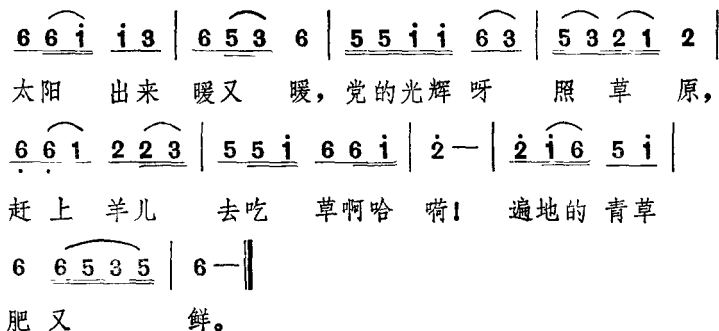 6 6 i i 3 | 6 5 3 6 | 5 5 i i 6 3 | 5 3 2 1 2 |
太阳 出来 暖又 暖，党的光辉呀 照草原，
6 6 1 2 2 3 | 5 5 i 6 6 i | 2 — | 2 i 6 5 i |
赶上羊儿 去吃 草啊哈 嗬！ 遍地的青草
6 6 5 3 5 | 6 — ‖
肥又 鲜。